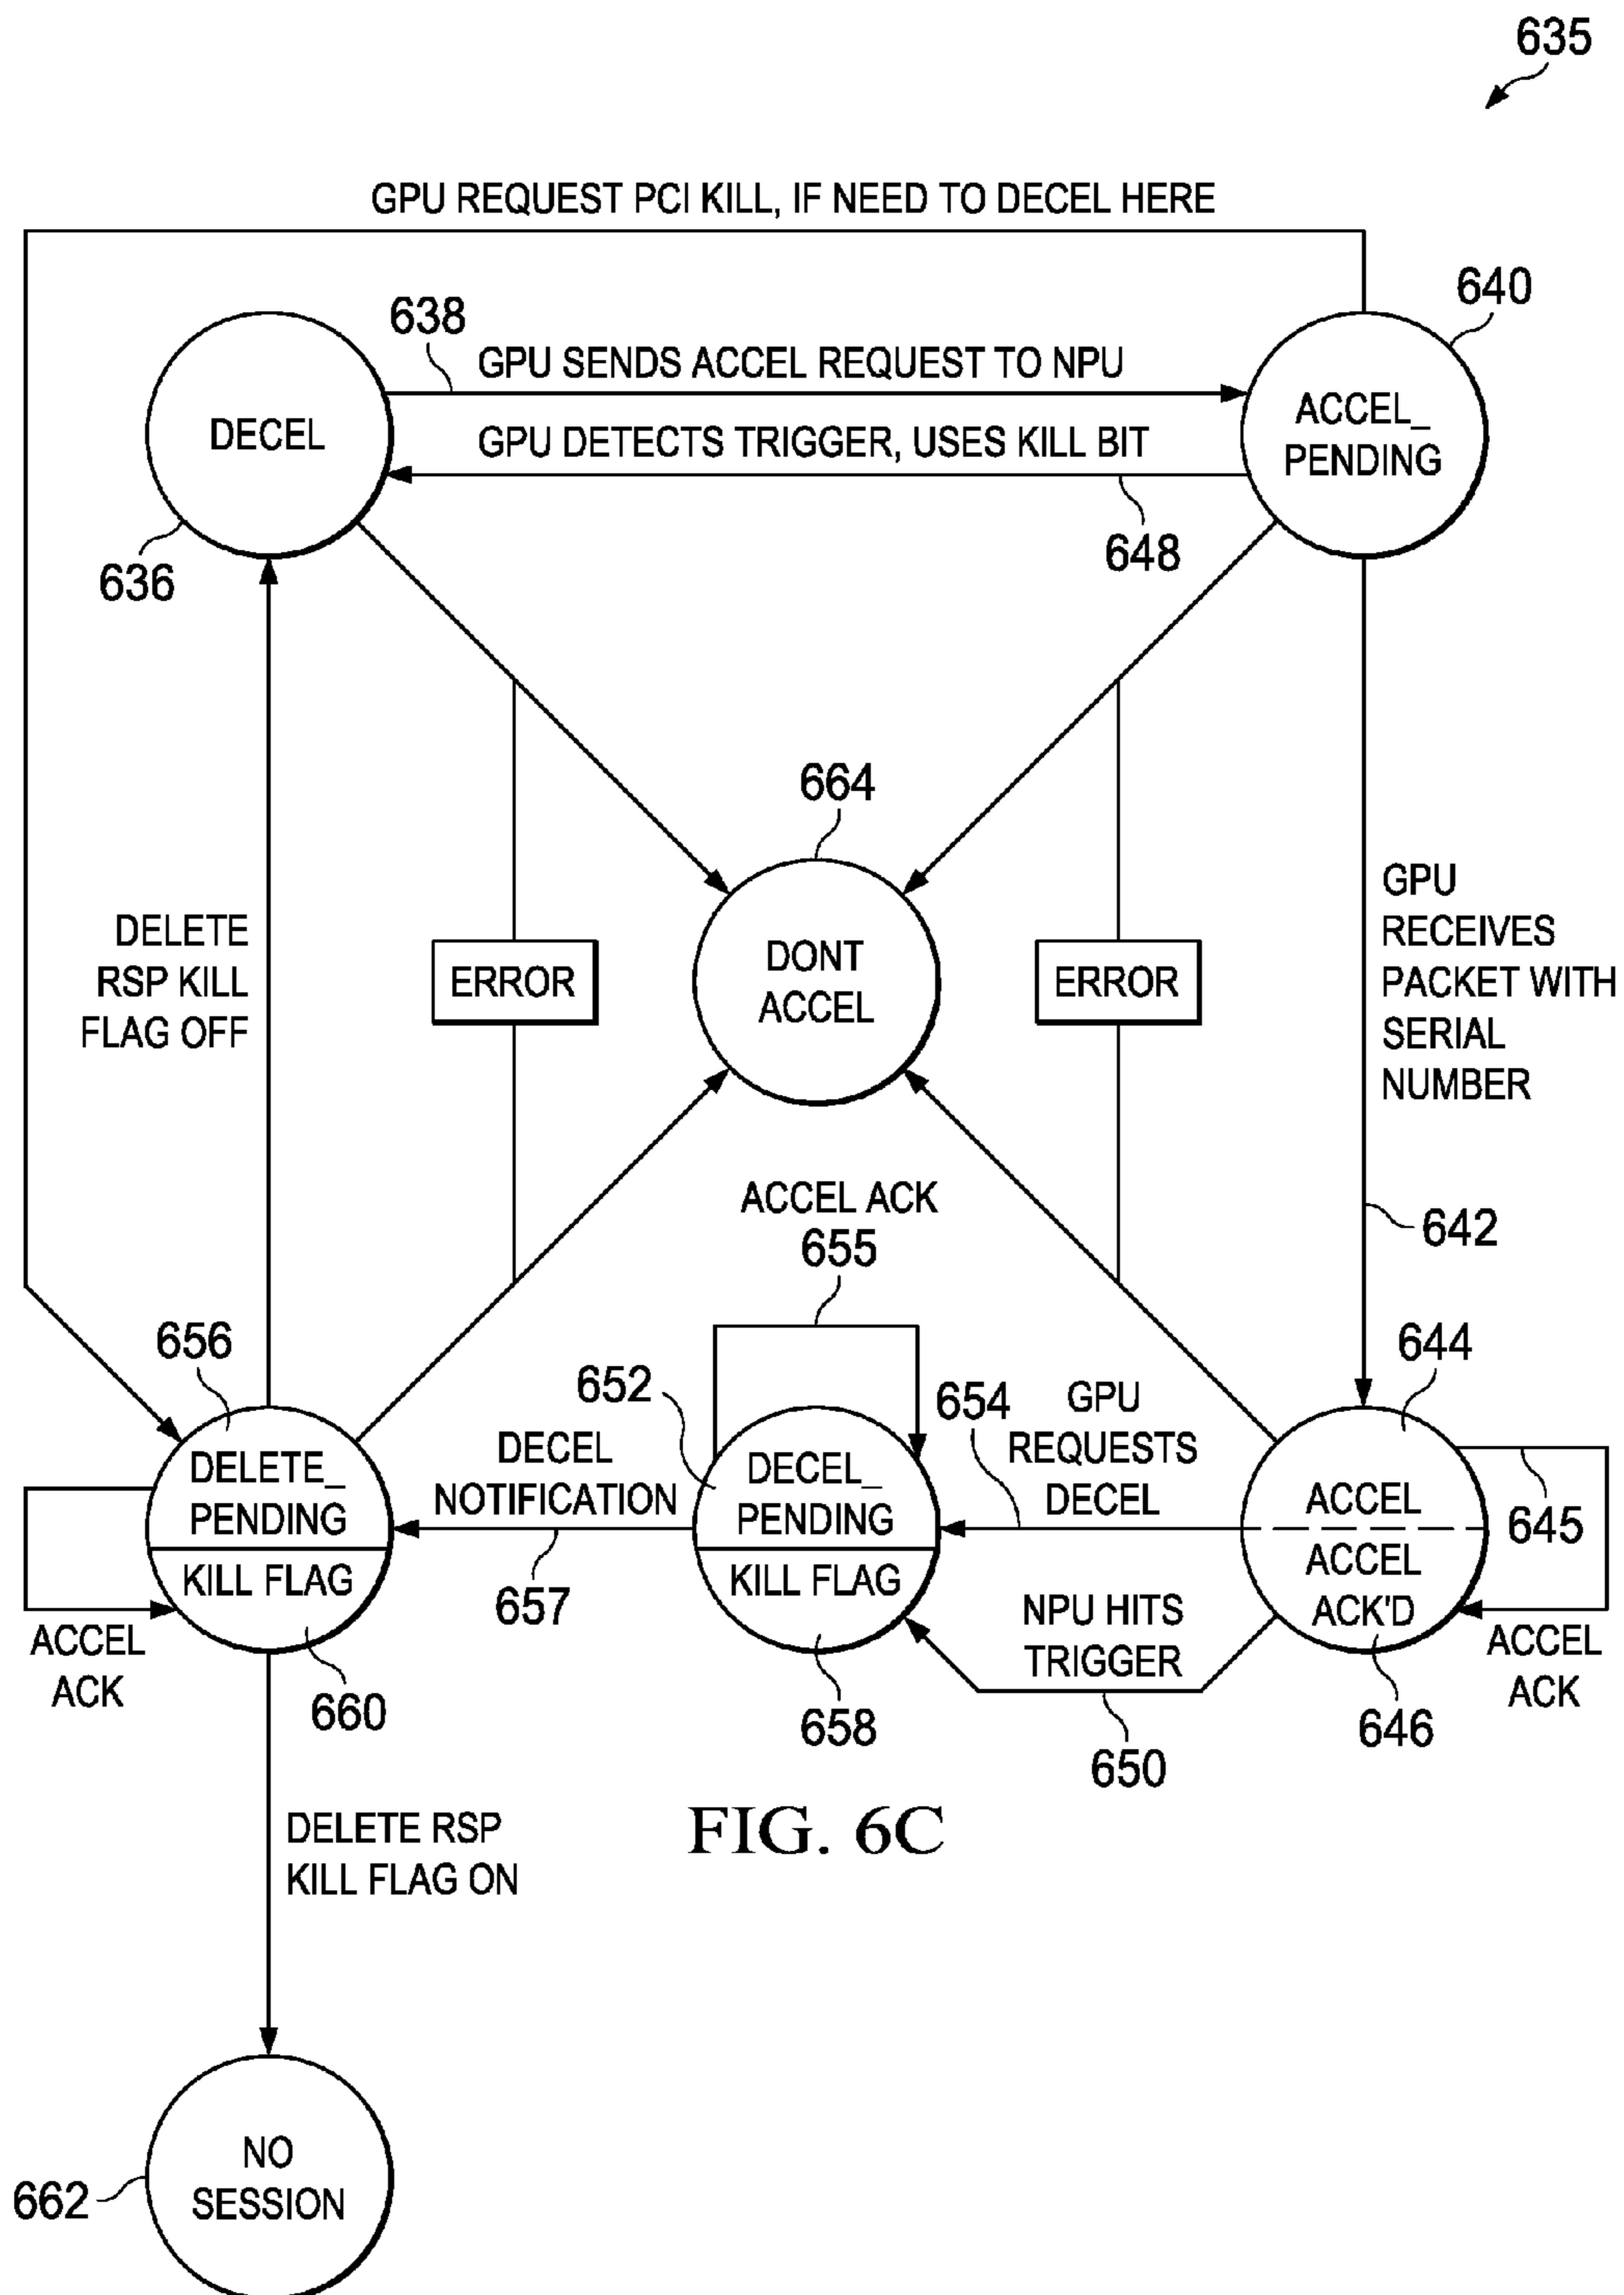 635
GPU REQUEST PCI KILL, IF NEED TO DECEL HERE
640
638
GPU SENDS ACCEL REQUEST TO NPU
DECEL
ACCEL_
PENDING
GPU DETECTS TRIGGER, USES KILL BIT
636
648
664
DELETE
RSP KILL
FLAG OFF
ERROR
DONT
ACCEL
ERROR
GPU
RECEIVES
PACKET WITH
SERIAL
NUMBER
ACCEL ACK
655
642
656
652
654
644
GPU
REQUESTS
DECEL
DELETE_
PENDING
KILL FLAG
DECEL
NOTIFICATION
657
DECEL_
PENDING
KILL FLAG
ACCEL
ACCEL
ACK'D
645
ACCEL
ACK
660
658
NPU HITS
TRIGGER
650
646
ACCEL
ACK
DELETE RSP
KILL FLAG ON
FIG. 6C
NO
SESSION
662